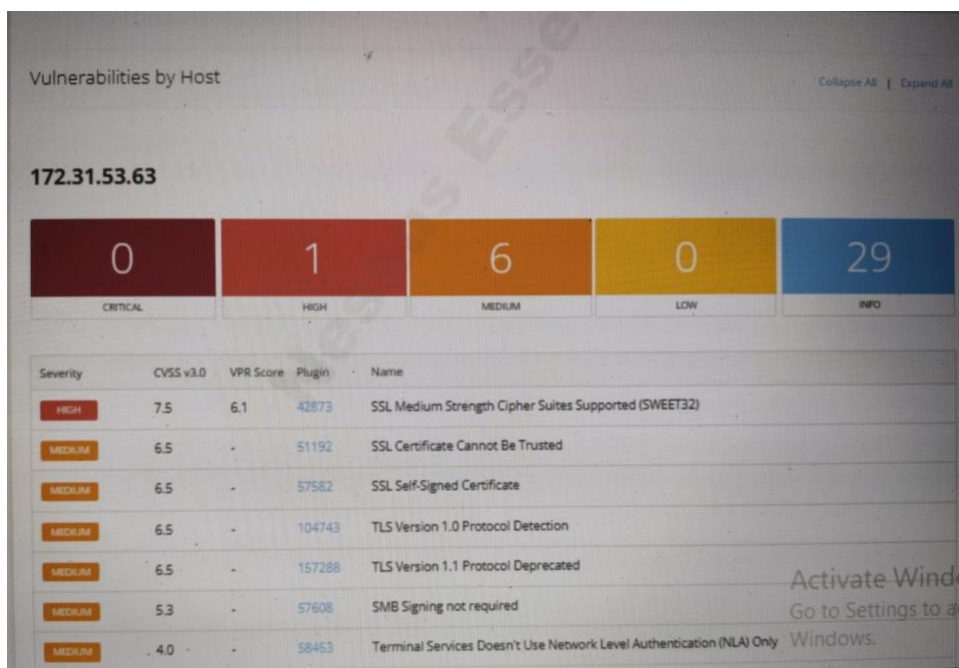 Vulnerabilities by Host
Collapse All | Expand All
172.31.53.63
0 1 6 0 29
CRITICAL HIGH MEDIUM LOW INFO
Severity CVSS v3.0 VPR Score Plugin Name
HIGH 7.5 6.1 42873 SSL Medium Strength Cipher Suites Supported (SWEET32)
MEDIUM 6.5 - 51192 SSL Certificate Cannot Be Trusted
MEDIUM 6.5 - 57582 SSL Self-Signed Certificate
MEDIUM 6.5 - 104743 TLS Version 1.0 Protocol Detection
MEDIUM 6.5 - 157288 TLS Version 1.1 Protocol Deprecated
MEDIUM 5.3 - 57608 SMB Signing not required
MEDIUM 4.0 - 58453 Terminal Services Doesn't Use Network Level Authentication (NLA) Only
Activate Wind
Go to Settings to a
Windows.
Nessus Esse